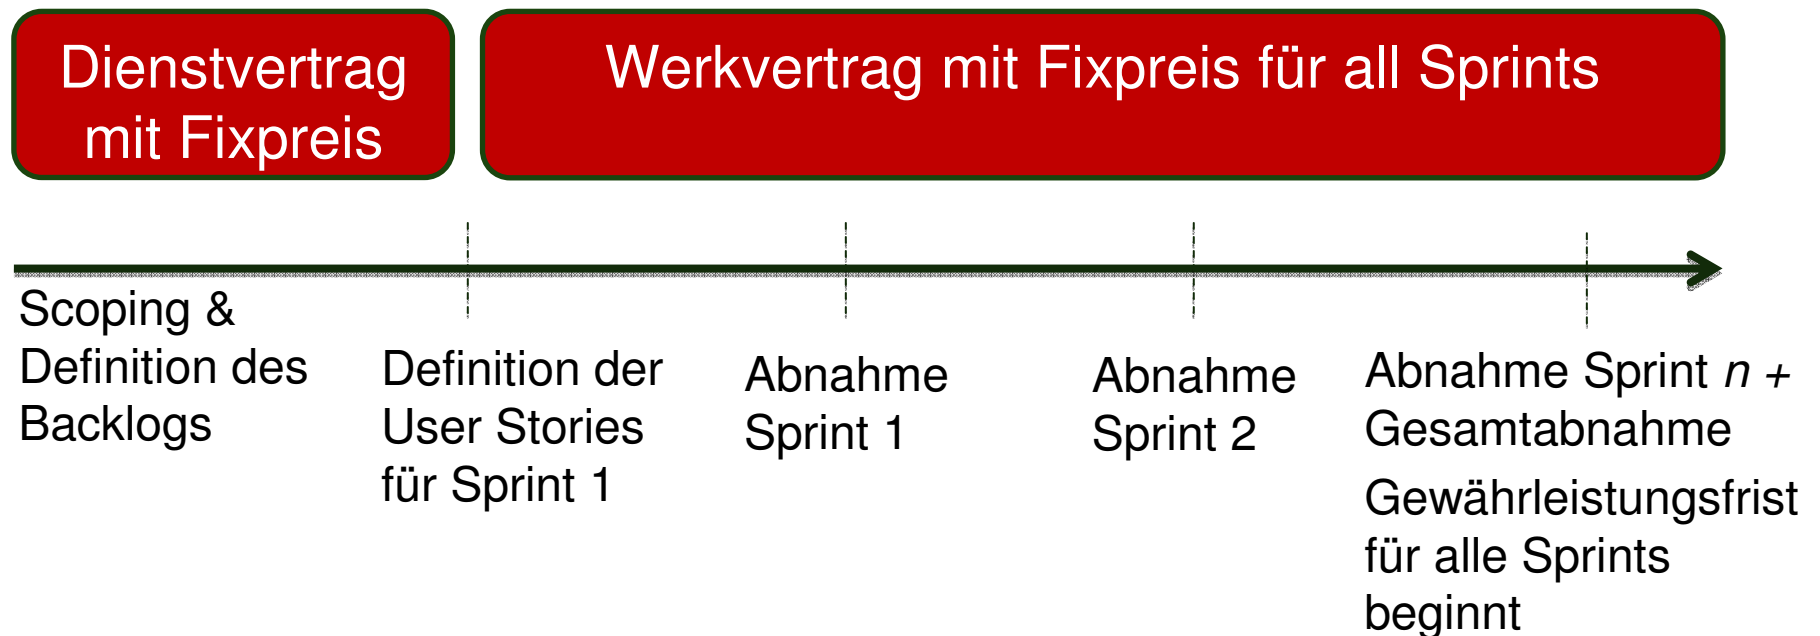 Dienstvertrag
mit Fixpreis
Werkvertrag mit Fixpreis für all Sprints
Scoping &
Definition des
Backlogs
Definition der
User Stories
für Sprint 1
Abnahme
Sprint 1
Abnahme
Sprint 2
Abnahme Sprint n +
Gesamtabnahme
Gewährleistungsfrist
für alle Sprints
beginnt